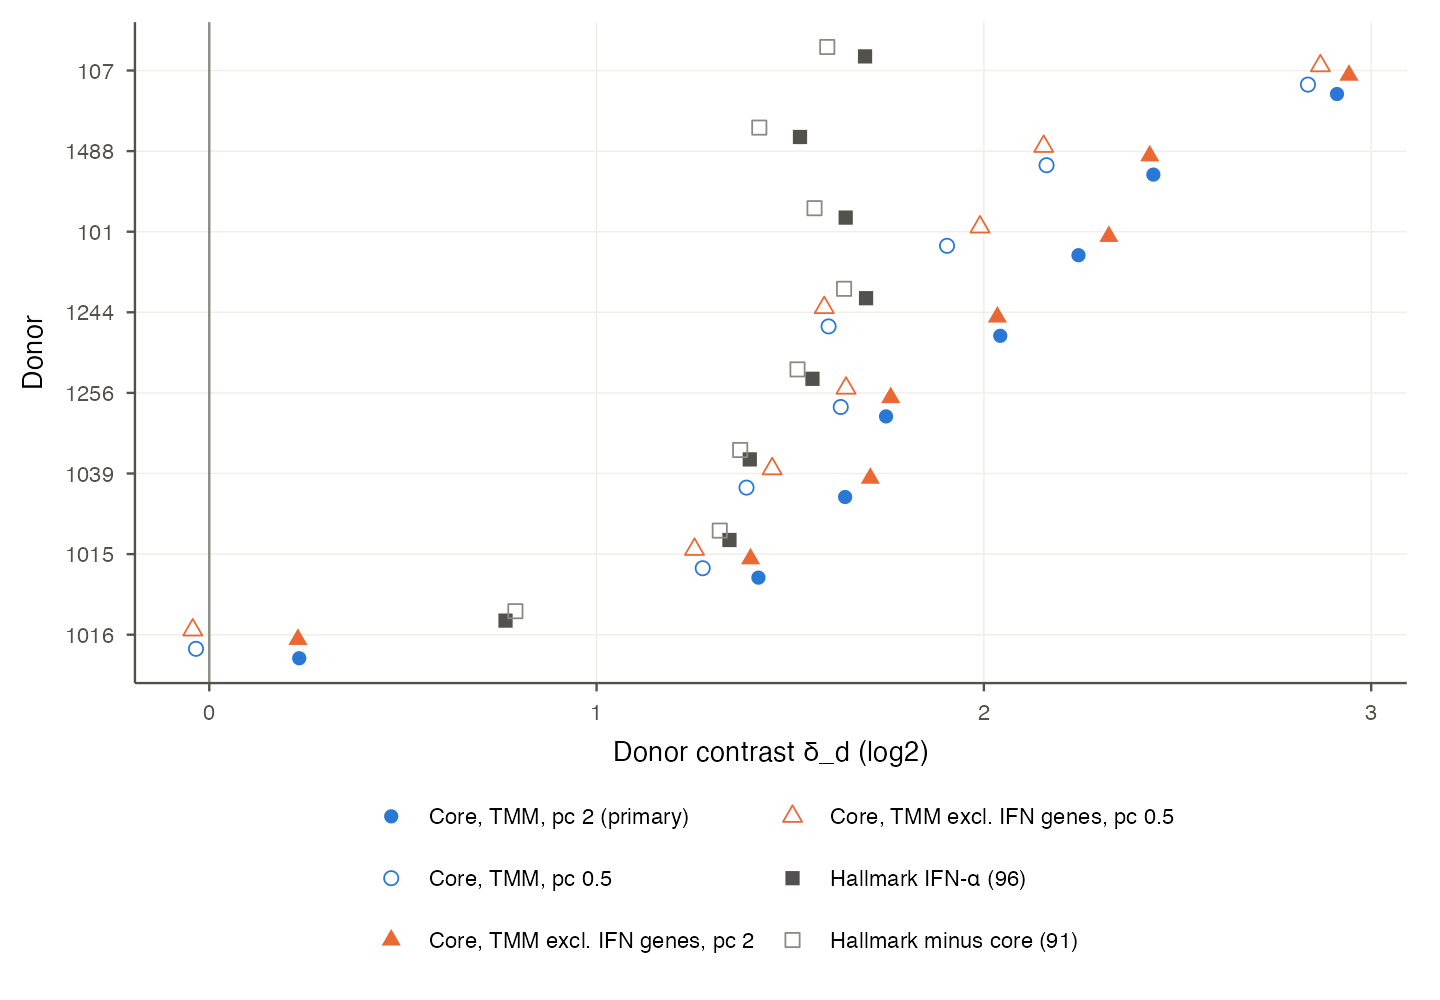 Donor
107
1488
101
1244
1256
1039
1015
1016
0 1 2 3
Donor contrast δ_d (log2)
Core, TMM, pc 2 (primary)
Core, TMM, pc 0.5
Core, TMM excl. IFN genes, pc 2
Core, TMM excl. IFN genes, pc 0.5
Hallmark IFN-α (96)
Hallmark minus core (91)